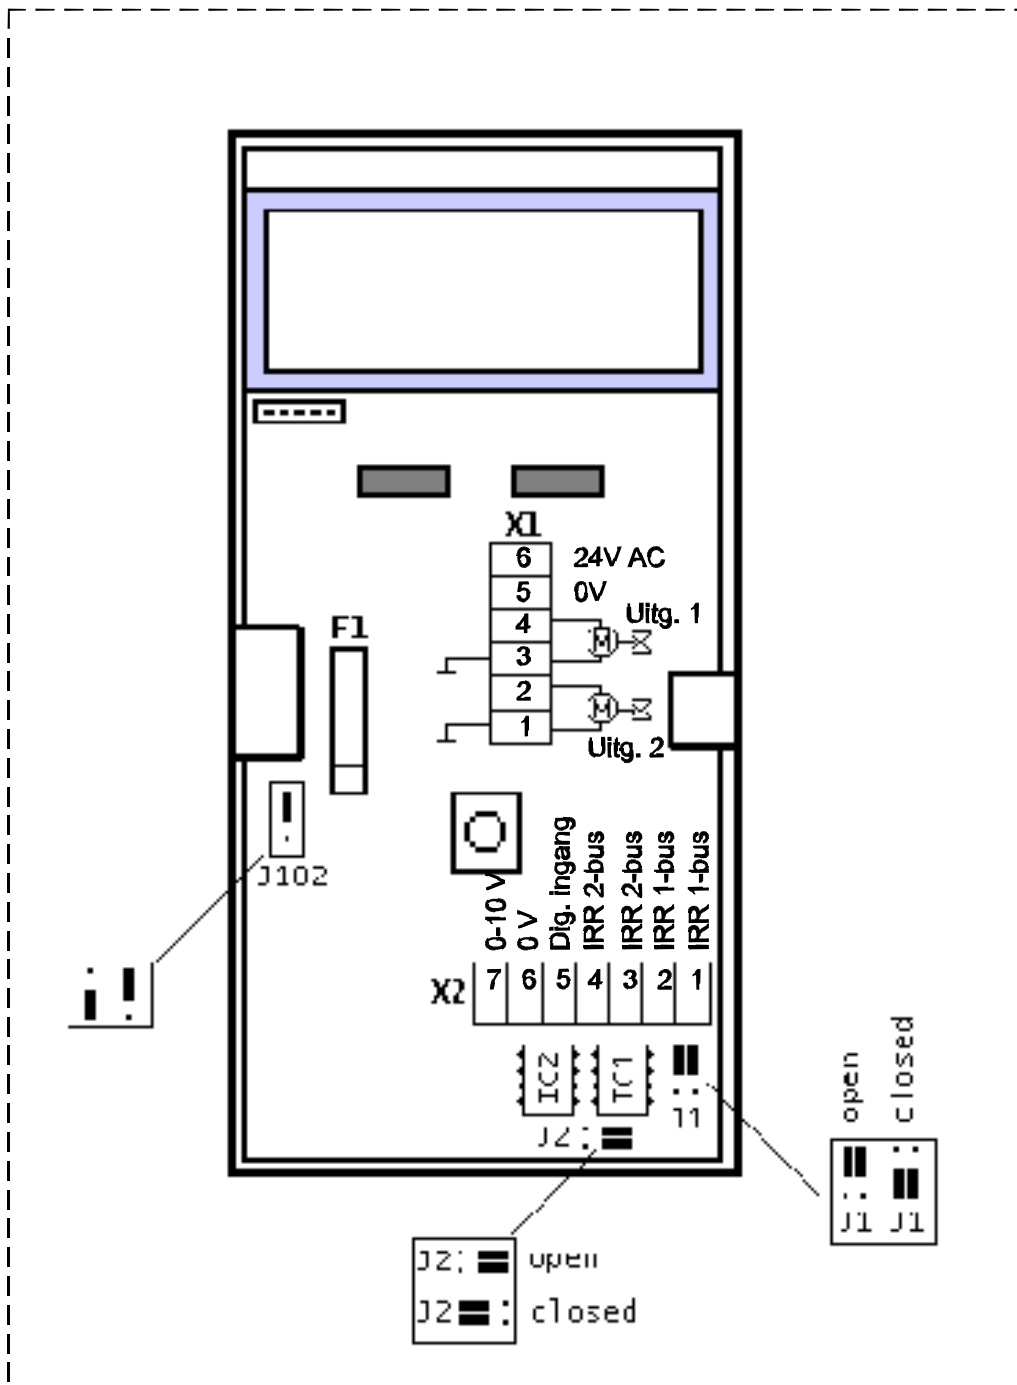 X1
6 24V AC
5 0V
Uitg. 1
4
3
2
1
Uitg. 2
F1
J102
0-10 V
0 V
Dig. ingang
IRR 2-bus
IRR 2-bus
IRR 1-bus
IRR 1-bus
X2 7 6 5 4 3 2 1
IC2
J1
J2
open
closed
J1 J1
J2 open
J2 closed